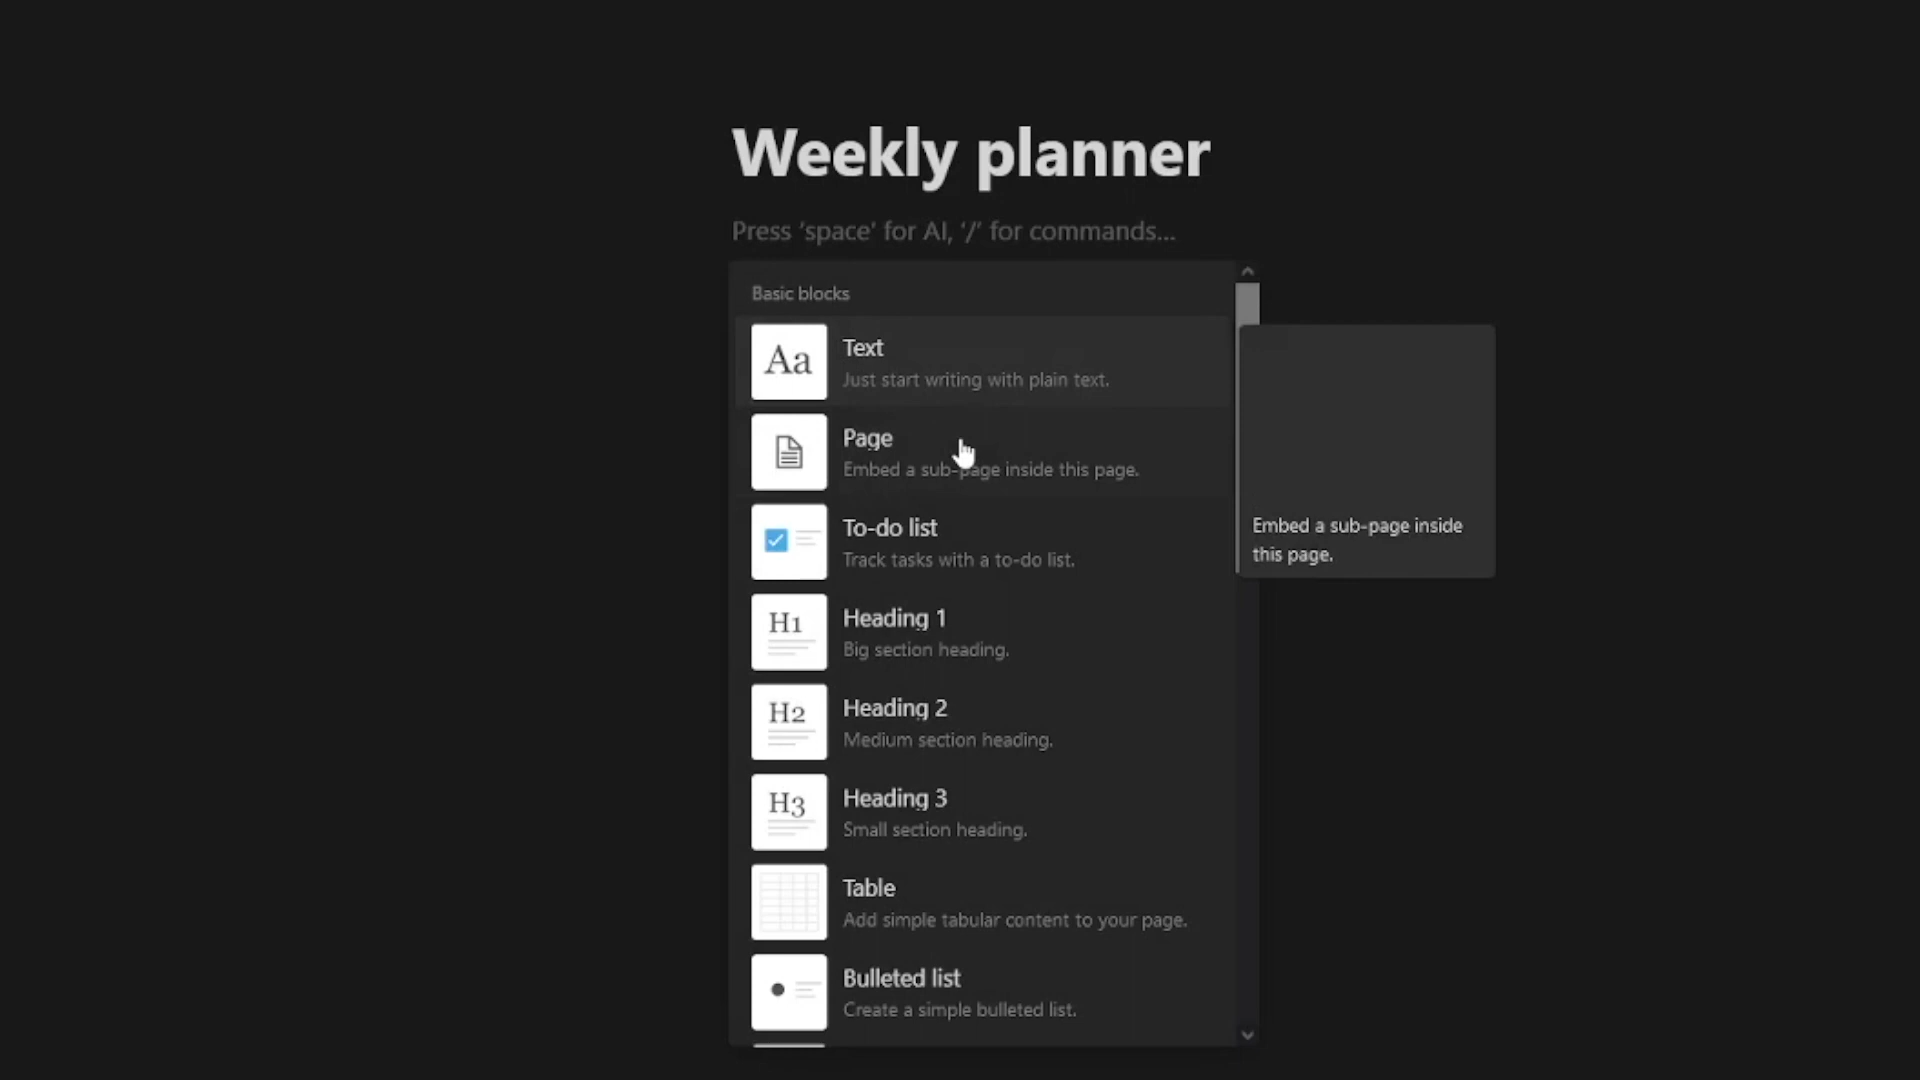 Weekly planner
Press ‘space’ for AI, ‘/’ for commands...
Basic blocks
Aa
Text
Just start writing with plain text.
Page
Embed a sub-page inside this page.
Embed a sub-page inside
this page.
To-do list
Track tasks with a to-do list.
H1
Heading 1
Big section heading.
H2
Heading 2
Medium section heading.
H3
Heading 3
Small section heading.
Table
Add simple tabular content to your page.
Bulleted list
Create a simple bulleted list.